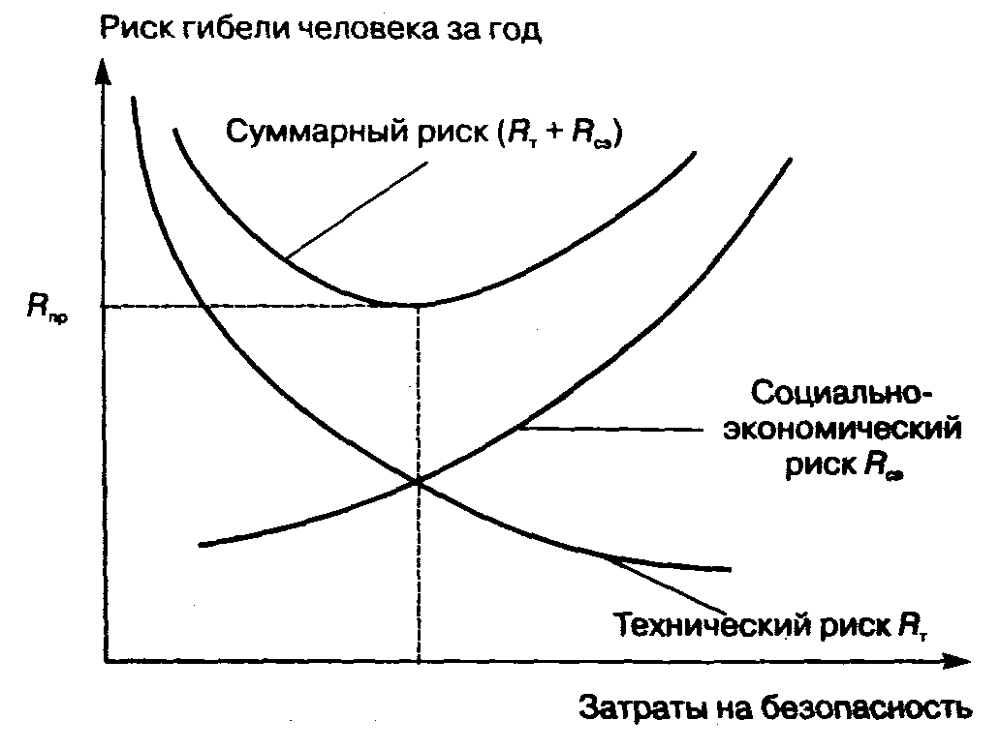 Риск гибели человека за год
Суммарный риск (Rт + Rсэ)
Rпр
Социально-
экономический
риск Rсэ
Технический риск Rт
Затраты на безопасность